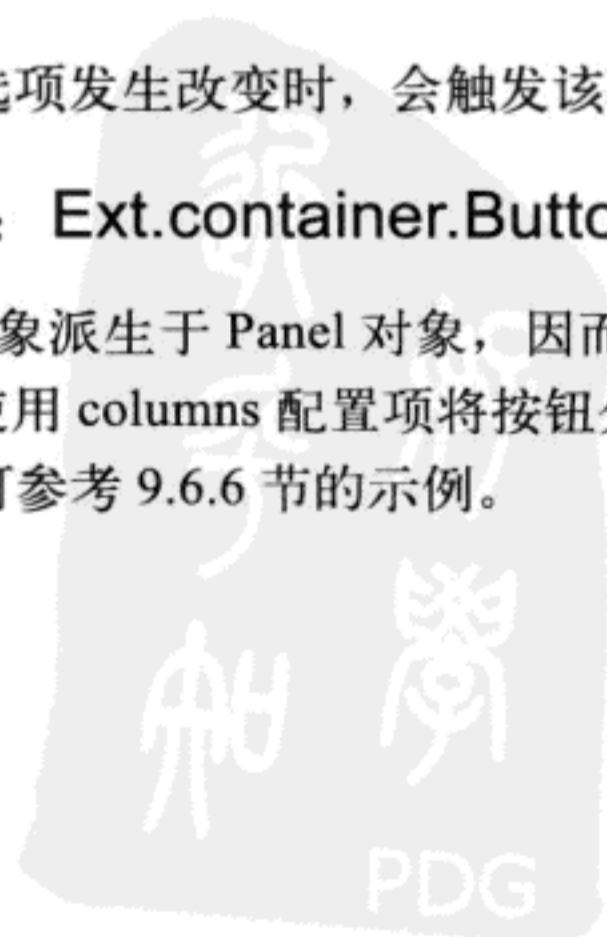 选项发生改变时，会触发该
： Ext.container.Butto
象派生于 Panel 对象，因而
使用 columns 配置项将按钮
可参考 9.6.6 节的示例。
PDG